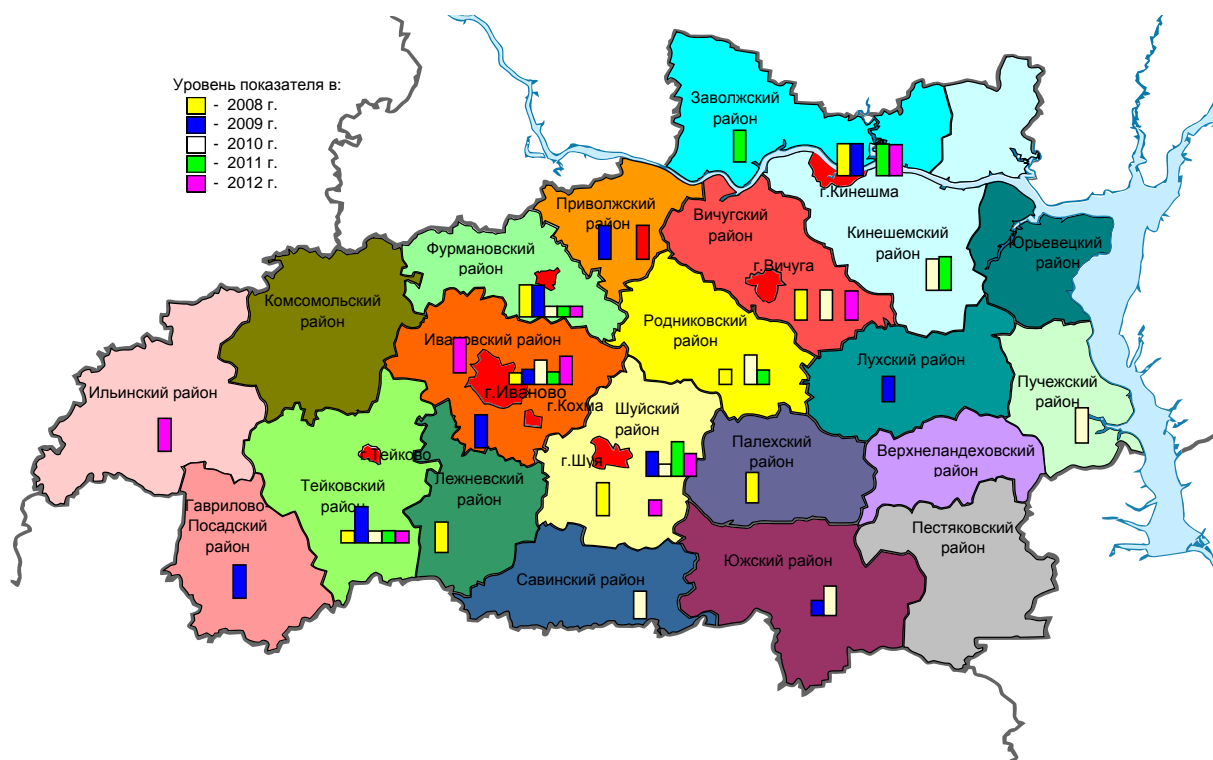 Уровень показателя в:
- 2008 г.
- 2009 г.
- 2010 г.
- 2011 г.
- 2012 г.
Заволжский
район
г.Кинешма
Приволжский
район
Вичугский
район
Кинешемский
район
Юрьевецкий
район
Фурмановский
район
г.Вичуга
Комсомольский
район
Родниковский
район
Ивановский район
Лухский район
Ильинский район
г.Иваново
г.Кохма
Шуйский
район
Пучежский
район
г.Тейково
г.Шуя
Палехский
район
Верхнеландеховский
район
Тейковский
район
Лежневский
район
Гаврилово-
Посадский
район
Пестяковский
район
Савинский район
Южский район